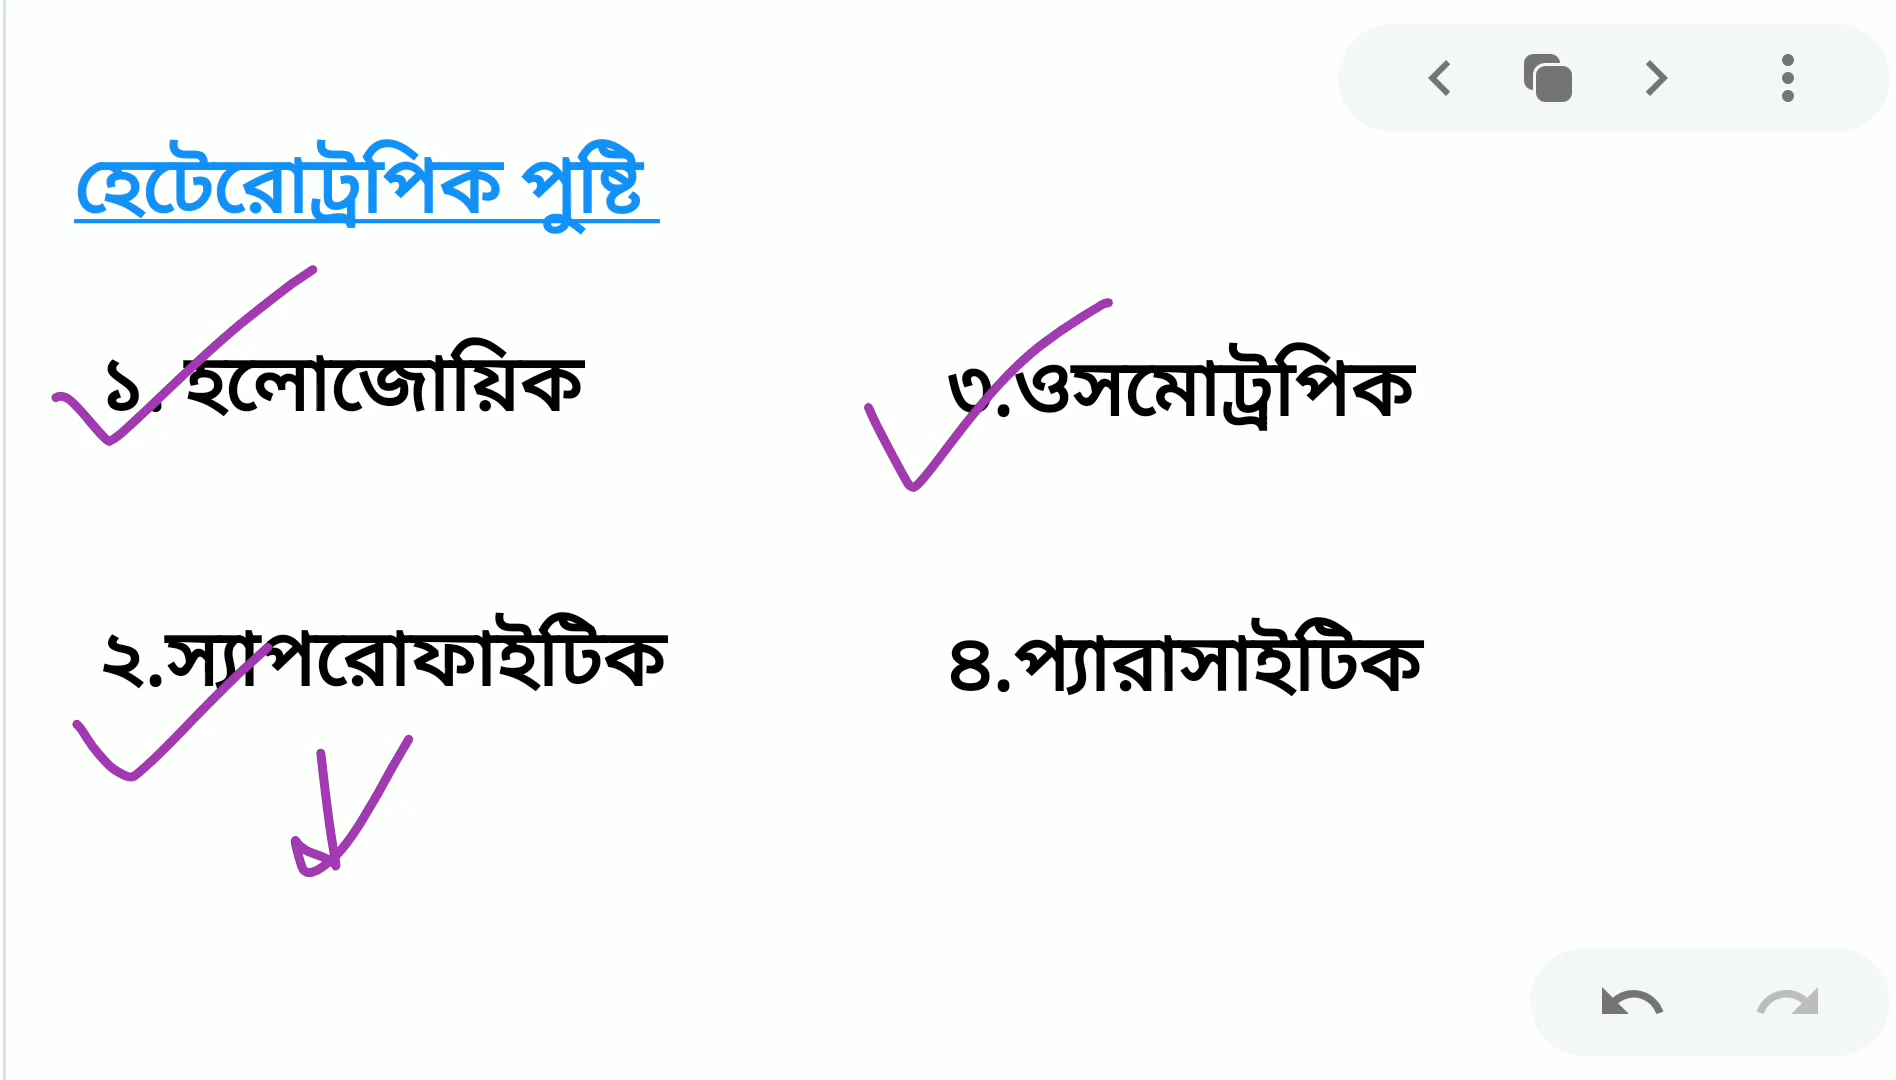 হেটেরোট্রপিক পুষ্টি
১. হলোজোয়িক
২.স্যাপরোফাইটিক
৩.ওসমোট্রপিক
৪.প্যারাসাইটিক